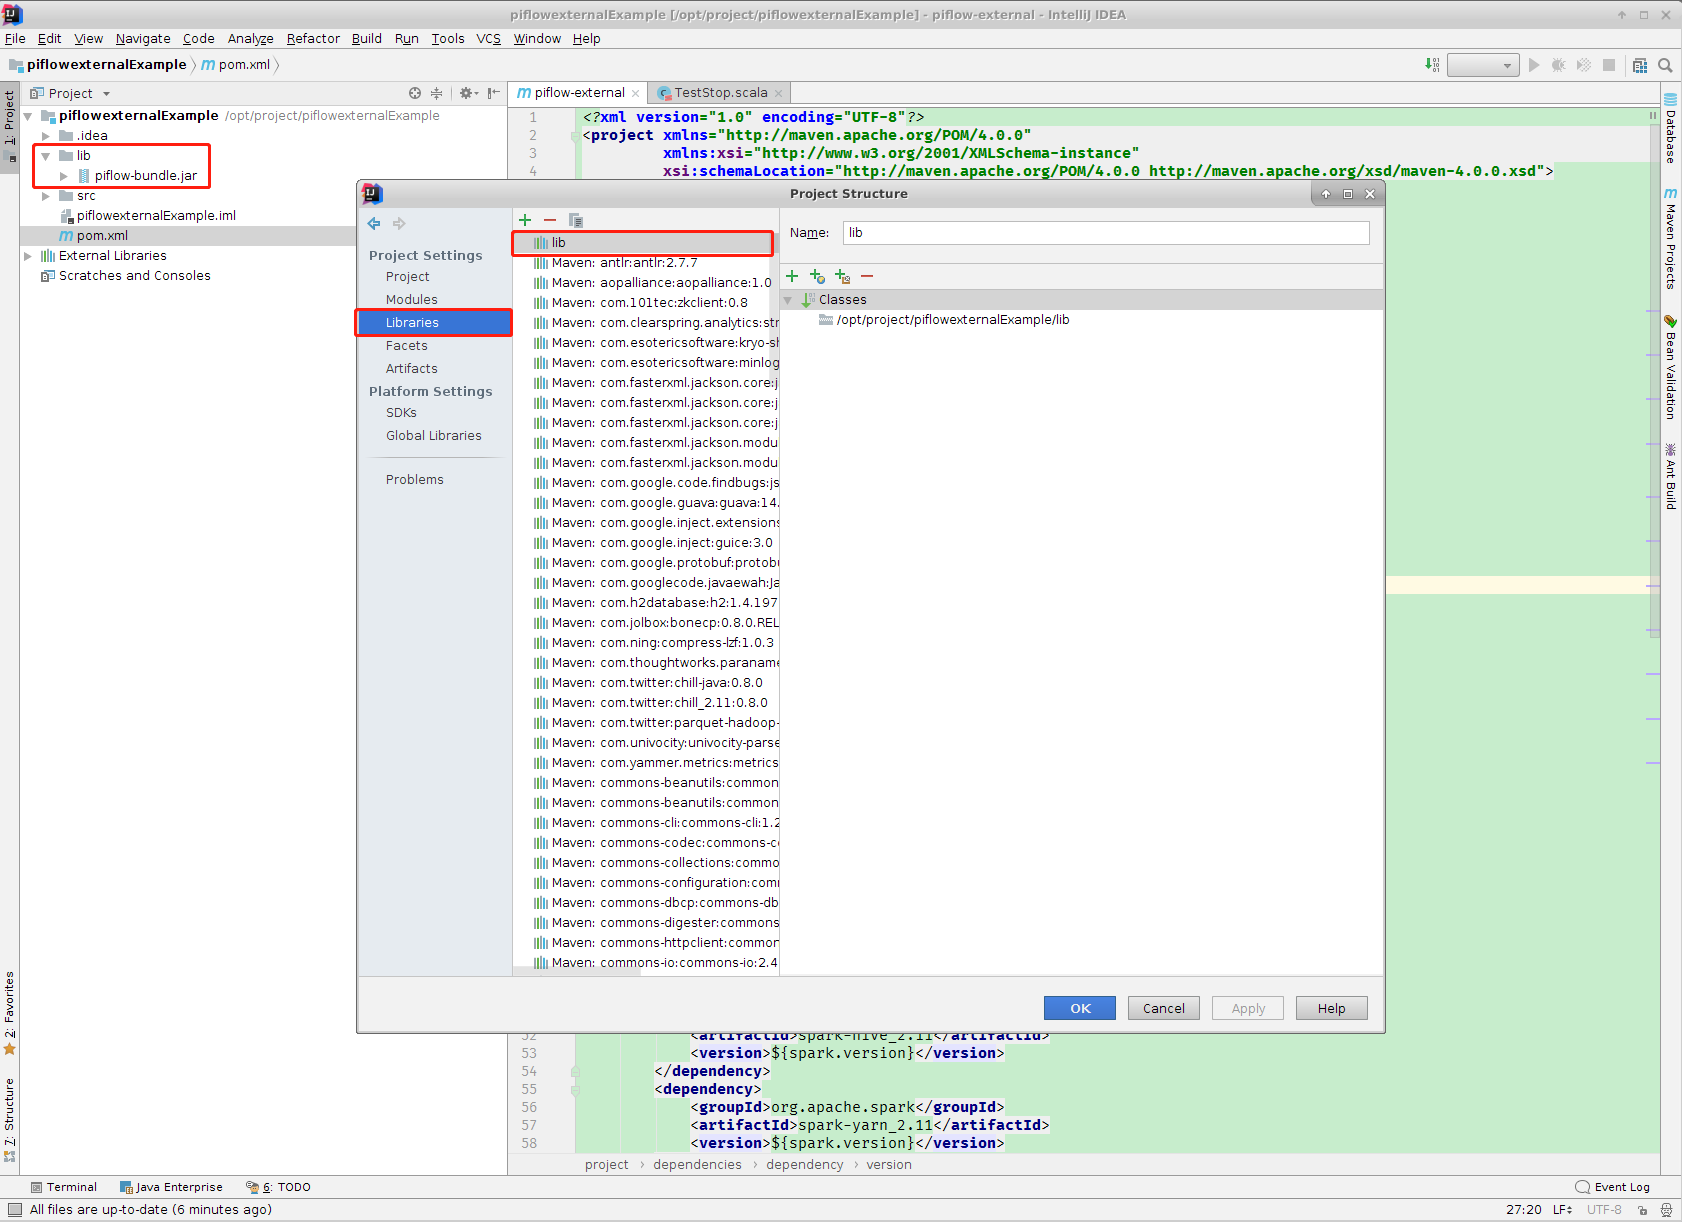 piflowexternalExample [/opt/project/piflowexternalExample] - piflow-external - IntelliJ IDEA
File Edit View Navigate Code Analyze Refactor Build Run Tools VCS Window Help
piflowexternalExample pom.xml
Project
piflow-external
TestStop.scala
1: Project
piflowexternalExample /opt/project/piflowexternalExample
.idea
lib
piflow-bundle.jar
src
piflowexternalExample.iml
pom.xml
External Libraries
Scratches and Consoles
1 <?xml version="1.0" encoding="UTF-8"?>
2 <project xmlns="http://maven.apache.org/POM/4.0.0"
3 xmlns:xsi="http://www.w3.org/2001/XMLSchema-instance"
4 xsi:schemaLocation="http://maven.apache.org/POM/4.0.0 http://maven.apache.org/xsd/maven-4.0.0.xsd">
Project Structure
Project Settings
Project
Modules
Libraries
Facets
Artifacts
Platform Settings
SDKs
Global Libraries
Problems
lib
Maven: antlr:antlr:2.7.7
Maven: aopalliance:aopalliance:1.0
Maven: com.101tec:zkclient:0.8
Maven: com.clearspring.analytics:str
Maven: com.esotericsoftware:kryo-sh
Maven: com.esotericsoftware:minlog
Maven: com.fasterxml.jackson.core:j
Maven: com.fasterxml.jackson.core:j
Maven: com.fasterxml.jackson.core:j
Maven: com.fasterxml.jackson.modu
Maven: com.fasterxml.jackson.modu
Maven: com.google.code.findbugs:js
Maven: com.google.guava:guava:14.
Maven: com.google.inject.extensions
Maven: com.google.inject:guice:3.0
Maven: com.google.protobuf:protobu
Maven: com.googlecode.javaewah:Ja
Maven: com.h2database:h2:1.4.197
Maven: com.jolbox:bonecp:0.8.0.REL
Maven: com.ning:compress-lzf:1.0.3
Maven: com.thoughtworks.paraname
Maven: com.twitter:chill-java:0.8.0
Maven: com.twitter:chill_2.11:0.8.0
Maven: com.twitter:parquet-hadoop-
Maven: com.univocity:univocity-parse
Maven: com.yammer.metrics:metrics
Maven: commons-beanutils:common
Maven: commons-beanutils:common
Maven: commons-cli:commons-cli:1.2
Maven: commons-codec:commons-co
Maven: commons-collections:commo
Maven: commons-configuration:comm
Maven: commons-dbcp:commons-db
Maven: commons-digester:commons
Maven: commons-httpclient:common
Maven: commons-io:commons-io:2.4
Name: lib
Classes
/opt/project/piflowexternalExample/lib
OK Cancel Apply Help
Database
Maven Projects
Bean Validation
Ant Build
2: Favorites
7: Structure
52 <artifactId>spark-hive_2.11</artifactId>
53 <version>${spark.version}</version>
54 </dependency>
55 <dependency>
56 <groupId>org.apache.spark</groupId>
57 <artifactId>spark-yarn_2.11</artifactId>
58 <version>${spark.version}</version>
project › dependencies › dependency › version
Terminal Java Enterprise 6: TODO Event Log
All files are up-to-date (6 minutes ago) 27:20 LF UTF-8